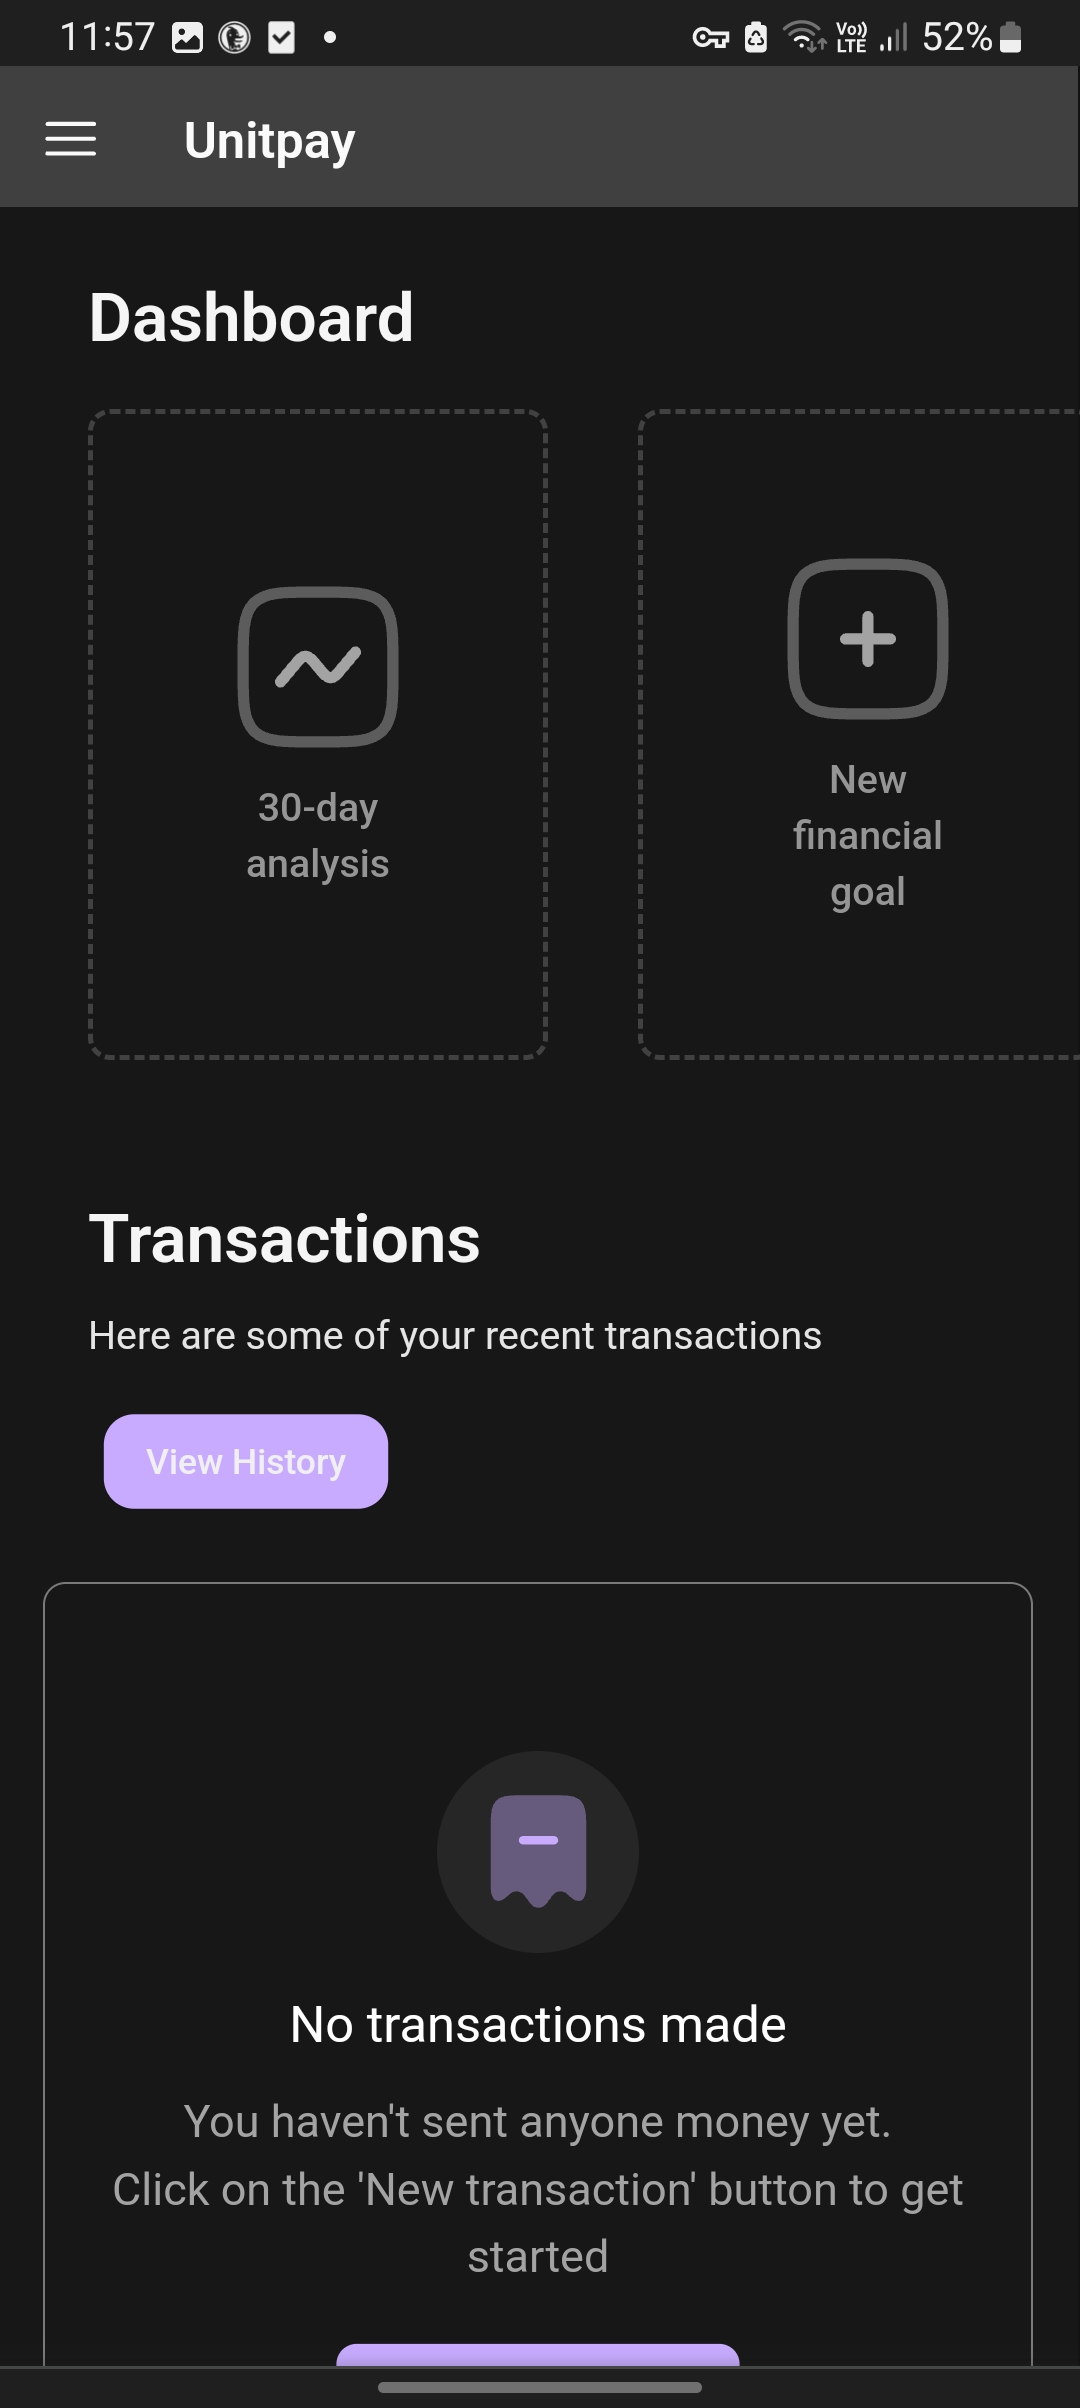 11:57
Vo)) LTE
52%
Unitpay
Dashboard
30-day
analysis
New
financial
goal
Transactions
Here are some of your recent transactions
View History
No transactions made
You haven't sent anyone money yet.
Click on the 'New transaction' button to get
started